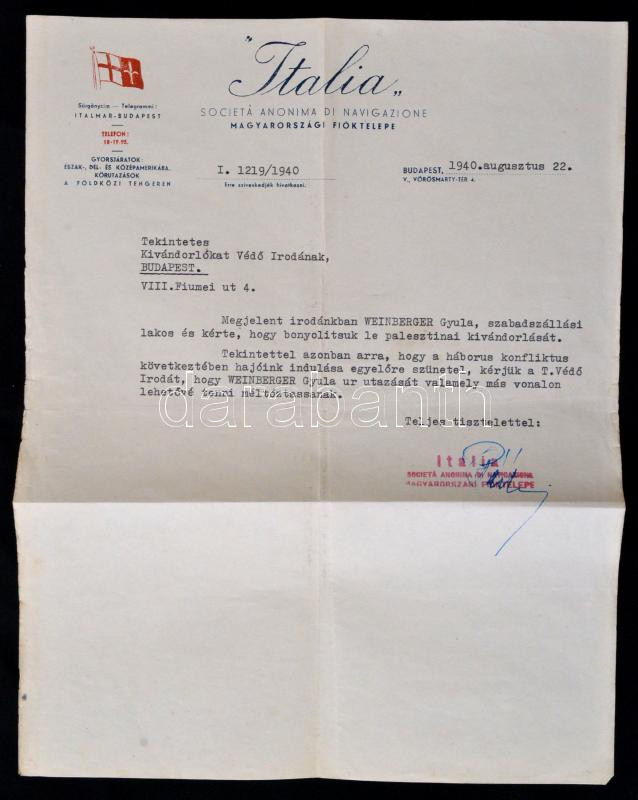 "Italia„
SOCIETÀ ANONIMA DI NAVIGAZIONE
MAGYARORSZÁGI FIÓKTELEPE
Sürgönycim — Telegrammi:
ITALMAR-BUDAPEST
TELEFON:
18-19-95.
GYORSJÁRATOK:
ÉSZAK-, DÉL- ÉS KÖZÉPAMERIKÁBA,
KÖRUTAZÁSOK
A FÖLDKÖZI TENGEREN
I. 1219/1940
Erre sziveskedjék hivatkozni.
BUDAPEST, 1940.augusztus 22.
V., VÖRÖSMARTY-TÉR 4.
Tekintetes
Kivándorlókat Védő Irodának,
BUDAPEST.
VIII.Fiumei ut 4.
Megjelent irodánkban WEINBERGER Gyula, szabadszállási
lakos és kérte, hogy bonyolitsuk le palesztinai kivándorlását.
Tekintettel azonban arra, hogy a háborus konfliktus
következtében hajóink indulása egyelőre szünetel, kérjük a T.Védő
Irodát, hogy WEINBERGER Gyula ur utazását valamely más vonalon
lehetővé tenni méltóztassanak.
darabanth
Teljes tisztelettel:
Italia
SOCIETÀ ANONIMA DI NAVIGAZIONE
MAGYARORSZÁGI FIÓKTELEPE